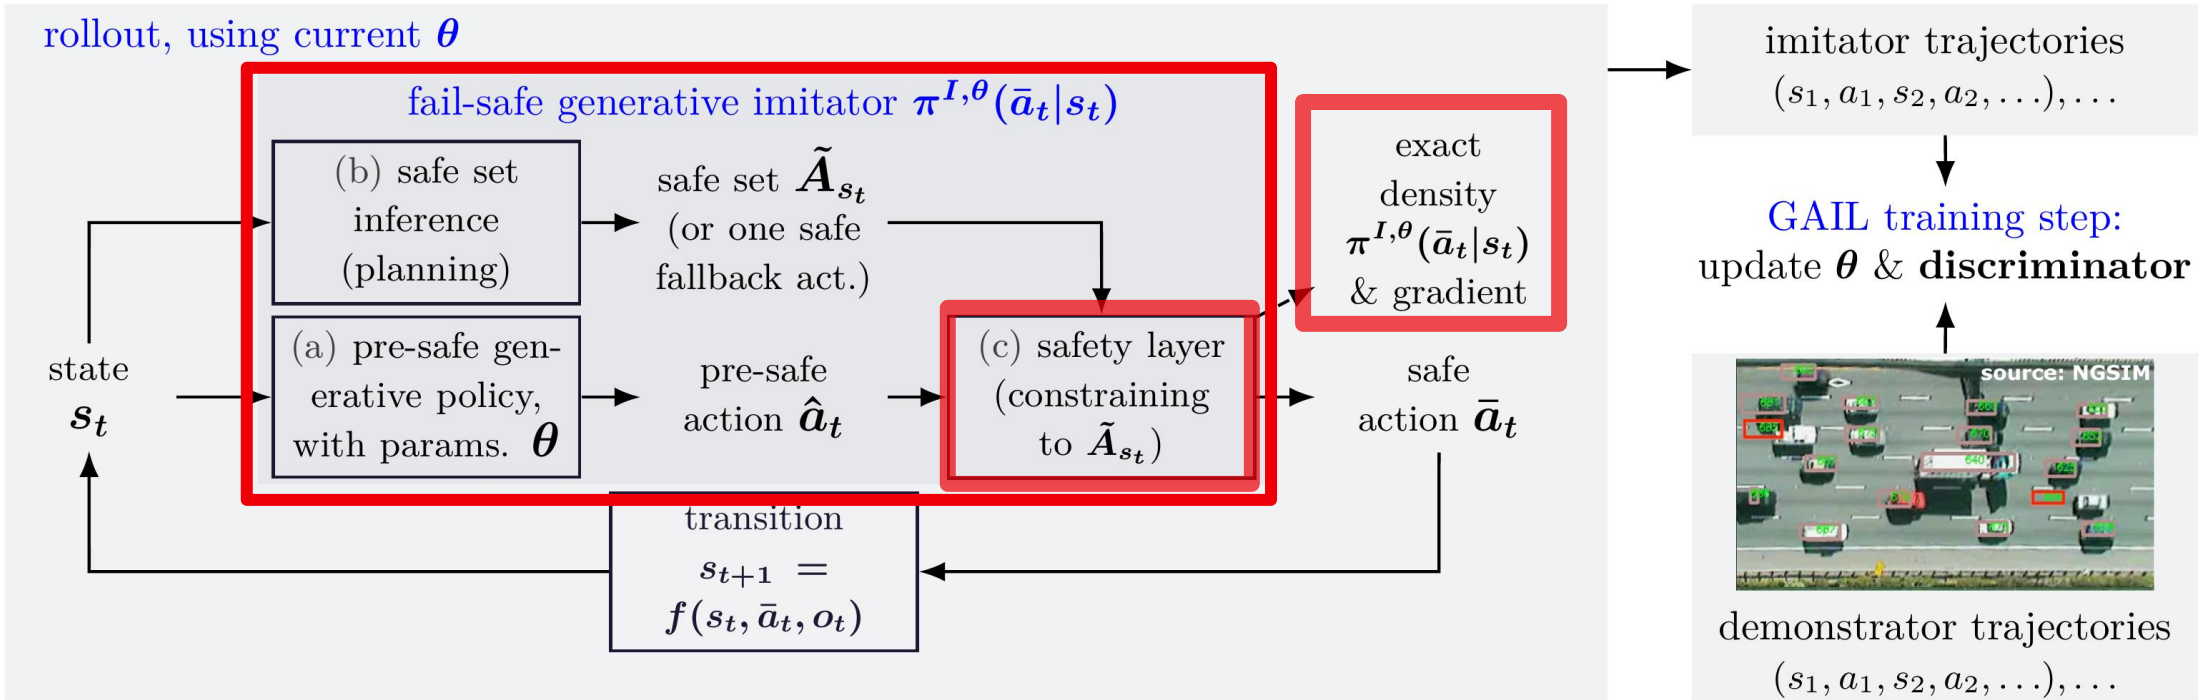 rollout, using current θ
fail-safe generative imitator π^{I,θ}(ā_t|s_t)
(b) safe set
inference
(planning)
safe set Ã_{s_t}
(or one safe
fallback act.)
exact
density
π^{I,θ}(ā_t|s_t)
& gradient
state
s_t
(a) pre-safe gen-
erative policy,
with params. θ
pre-safe
action â_t
(c) safety layer
(constraining
to Ã_{s_t})
safe
action ā_t
transition
s_{t+1} =
f(s_t, ā_t, o_t)
imitator trajectories
(s_1, a_1, s_2, a_2, ...), ...
GAIL training step:
update θ & discriminator
source: NGSIM
640
demonstrator trajectories
(s_1, a_1, s_2, a_2, ...), ...